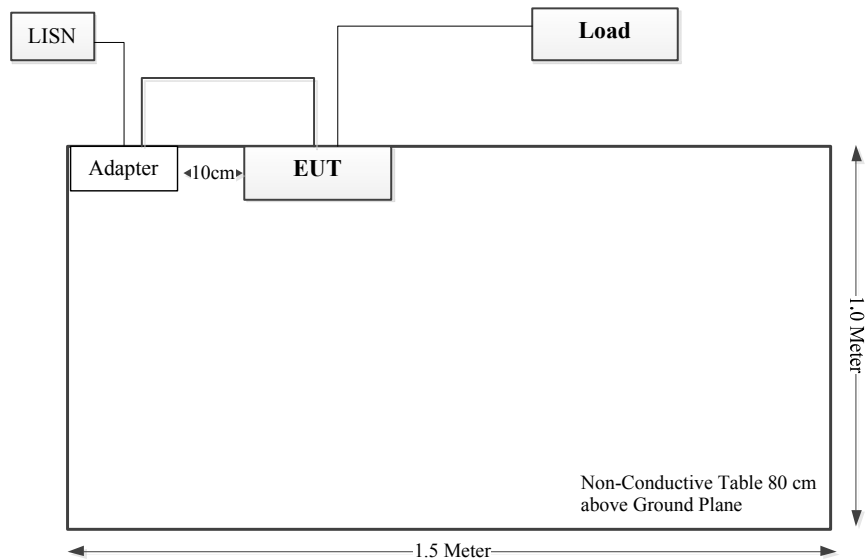 LISN
Load
Adapter
10cm
EUT
1.0 Meter
Non-Conductive Table 80 cm
above Ground Plane
1.5 Meter